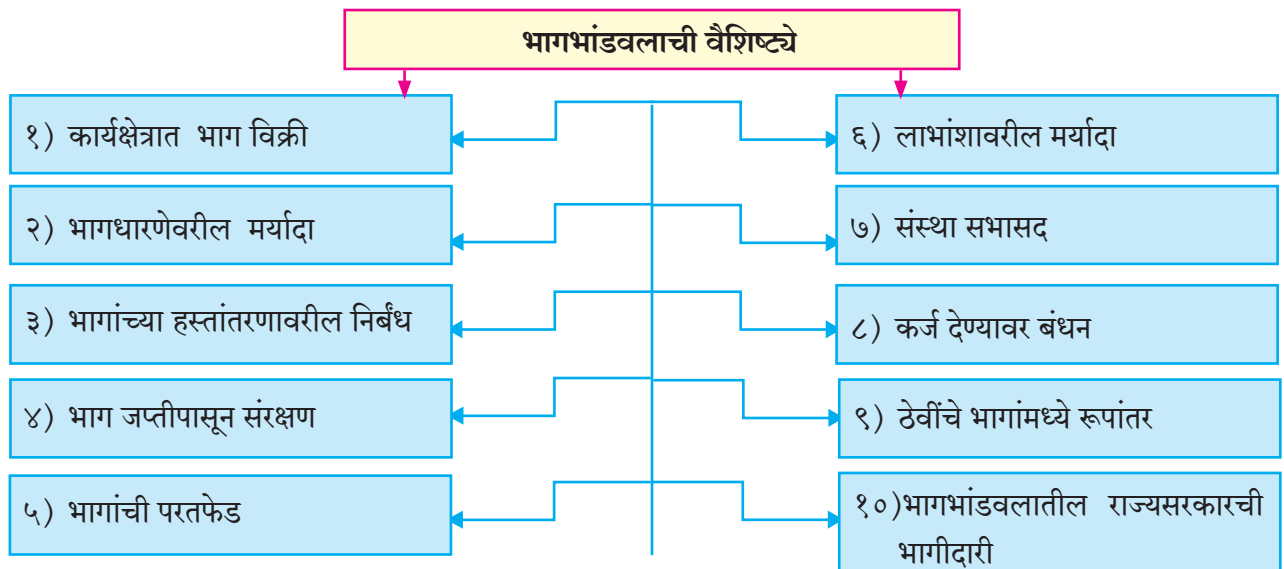 भागभांडवलाची वैशिष्ट्ये
१) कार्यक्षेत्रात भाग विक्री
२) भागधारणेवरील मर्यादा
३) भागांच्या हस्तांतरणावरील निर्बंध
४) भाग जप्तीपासून संरक्षण
५) भागांची परतफेड
६) लाभांशावरील मर्यादा
७) संस्था सभासद
८) कर्ज देण्यावर बंधन
९) ठेवींचे भागांमध्ये रूपांतर
१०)भागभांडवलातील राज्यसरकारची
भागीदारी